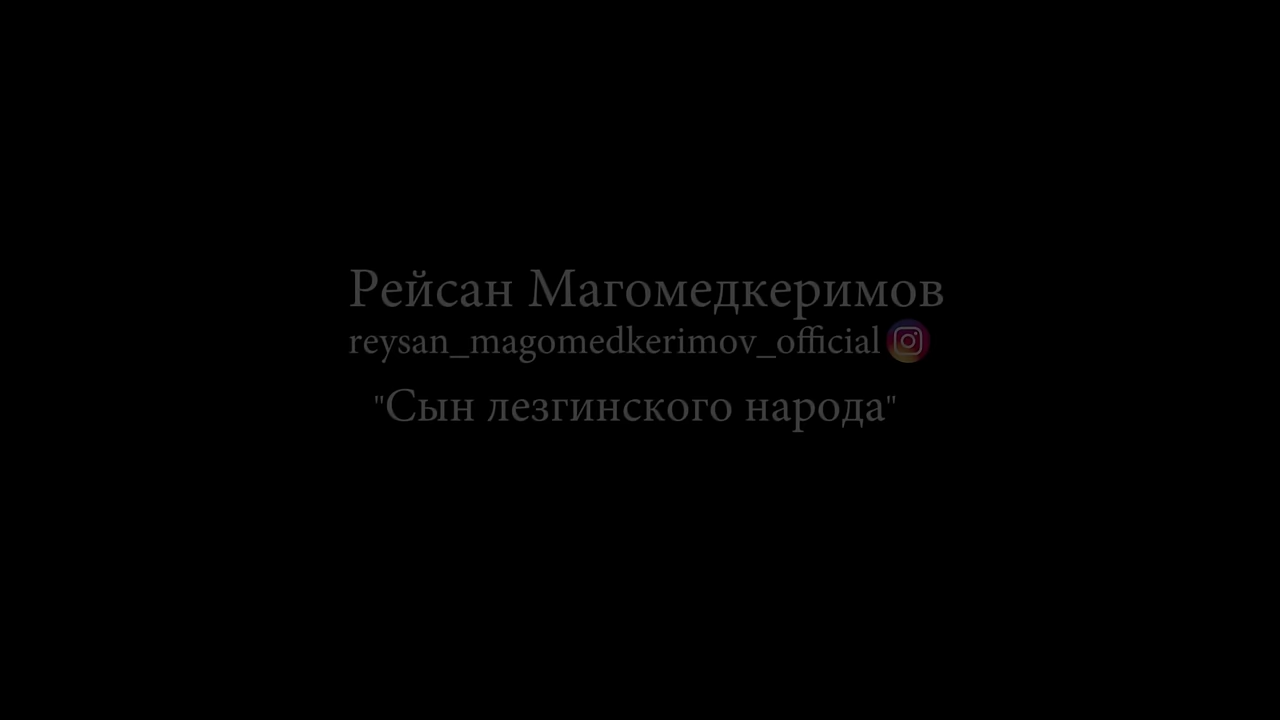 Рейсан Магомедкеримов
reysan_magomedkerimov_official
"Сын лезгинского народа"